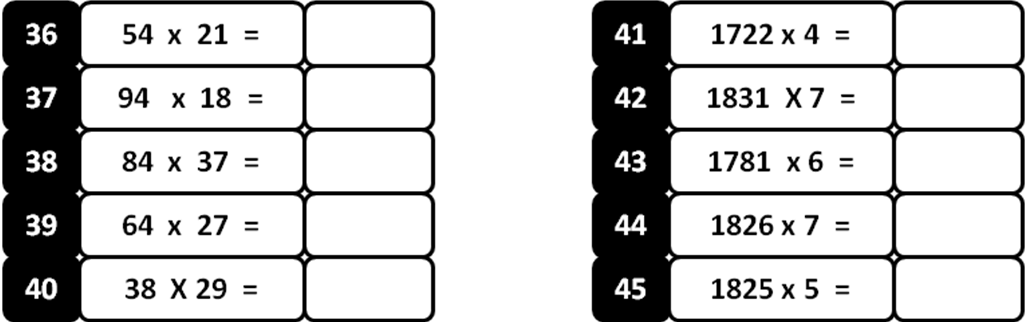 36 54 x 21 =
37 94 x 18 =
38 84 x 37 =
39 64 x 27 =
40 38 X 29 =
41 1722 x 4 =
42 1831 X 7 =
43 1781 x 6 =
44 1826 x 7 =
45 1825 x 5 =